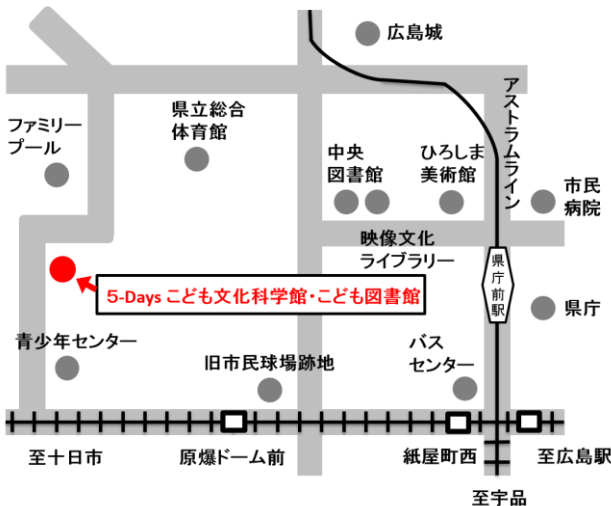 広島城
アストラムライン
県立総合
体育館
ファミリー
プール
中央
図書館
ひろしま
美術館
市民
病院
映像文化
ライブラリー
県庁前駅
5-Days こども文化科学館・こども図書館
県庁
青少年センター
旧市民球場跡地
バス
センター
至十日市
原爆ドーム前
紙屋町西
至広島駅
至宇品